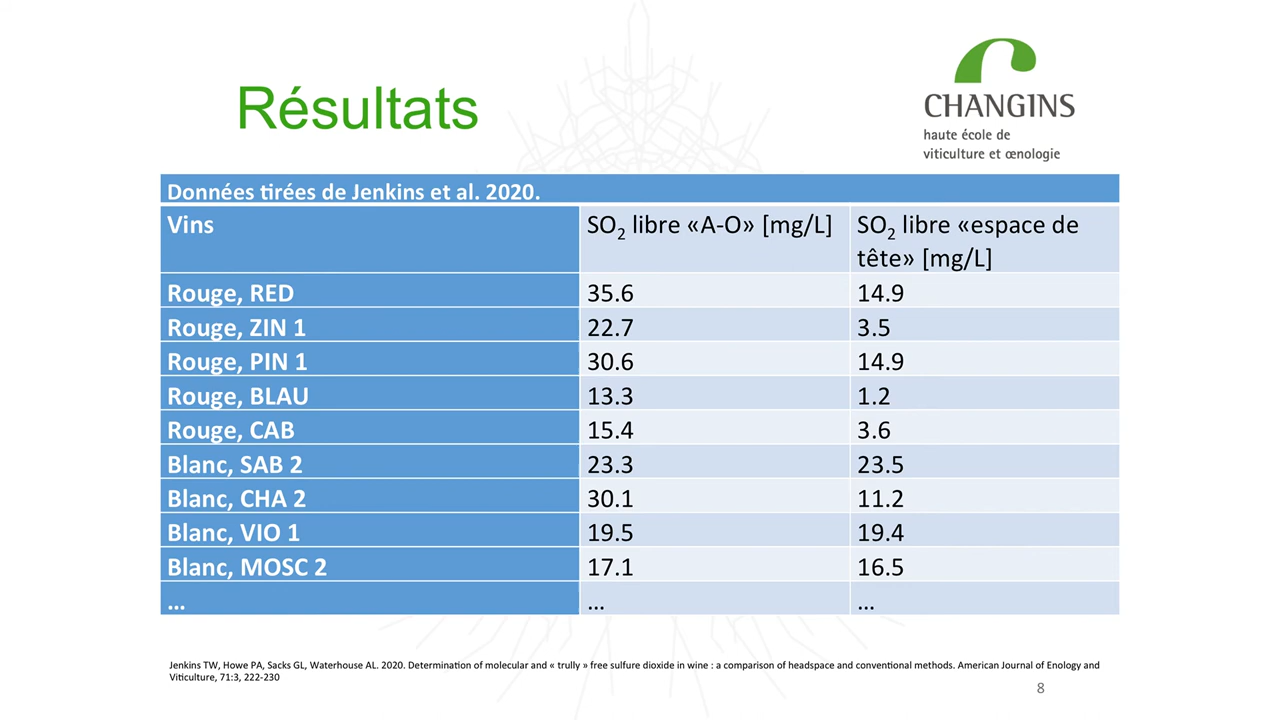 Résultats
CHANGINS
haute école de
viticulture et œnologie
Données tirées de Jenkins et al. 2020.
Vins SO2 libre «A-O» [mg/L] SO2 libre «espace de
tête» [mg/L]
Rouge, RED 35.6 14.9
Rouge, ZIN 1 22.7 3.5
Rouge, PIN 1 30.6 14.9
Rouge, BLAU 13.3 1.2
Rouge, CAB 15.4 3.6
Blanc, SAB 2 23.3 23.5
Blanc, CHA 2 30.1 11.2
Blanc, VIO 1 19.5 19.4
Blanc, MOSC 2 17.1 16.5
... ... ...
Jenkins TW, Howe PA, Sacks GL, Waterhouse AL. 2020. Determination of molecular and « trully » free sulfure dioxide in wine : a comparison of headspace and conventional methods. American Journal of Enology and
Viticulture, 71:3, 222-230
8